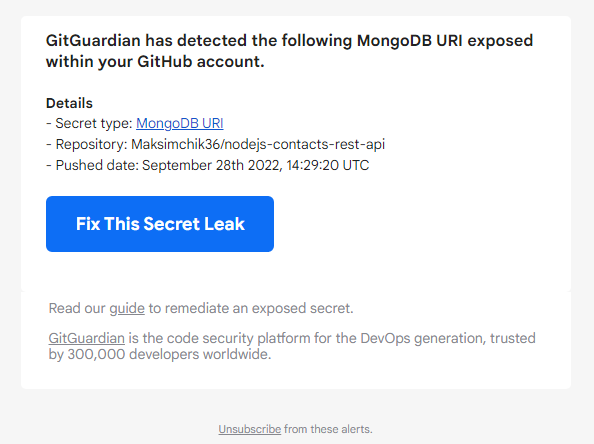 GitGuardian has detected the following MongoDB URI exposed
within your GitHub account.
Details
- Secret type: MongoDB URI
- Repository: Maksimchik36/nodejs-contacts-rest-api
- Pushed date: September 28th 2022, 14:29:20 UTC
Fix This Secret Leak
Read our guide to remediate an exposed secret.
GitGuardian is the code security platform for the DevOps generation, trusted
by 300,000 developers worldwide.
Unsubscribe from these alerts.